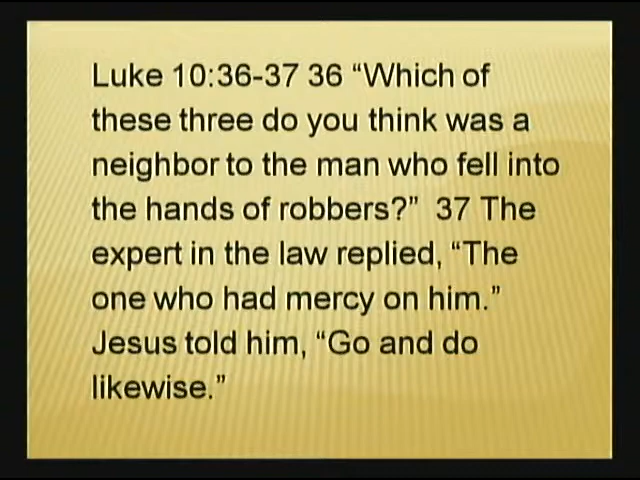 Luke 10:36-37 36 “Which of
these three do you think was a
neighbor to the man who fell into
the hands of robbers?”  37 The
expert in the law replied, “The
one who had mercy on him.”
Jesus told him, “Go and do
likewise.”